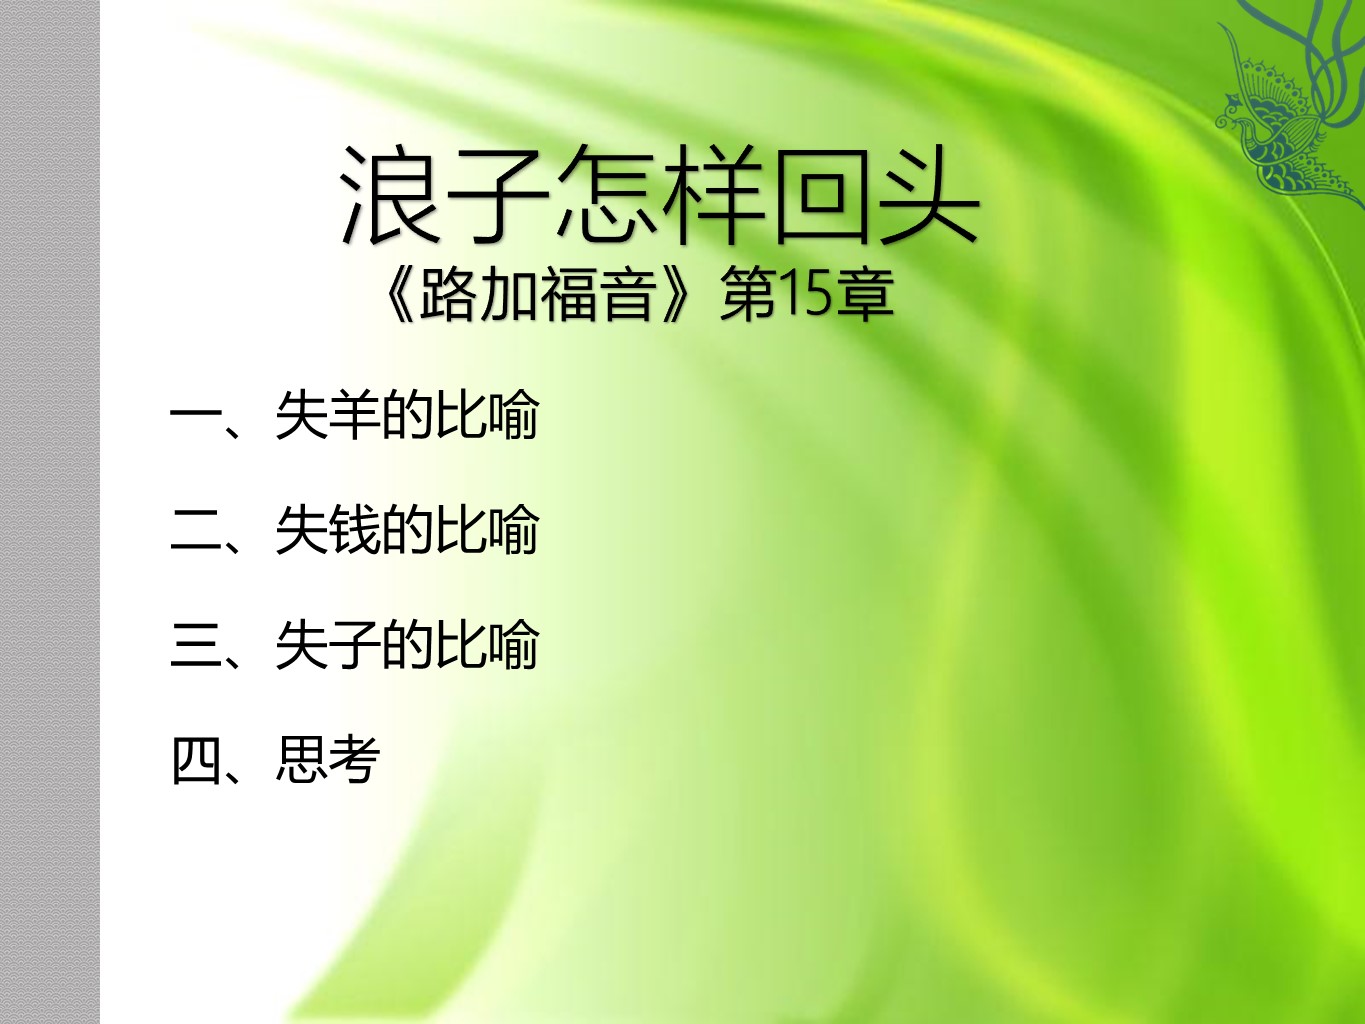 浪子怎样回头
《路加福音》第15章
一、失羊的比喻
二、失钱的比喻
三、失子的比喻
四、思考